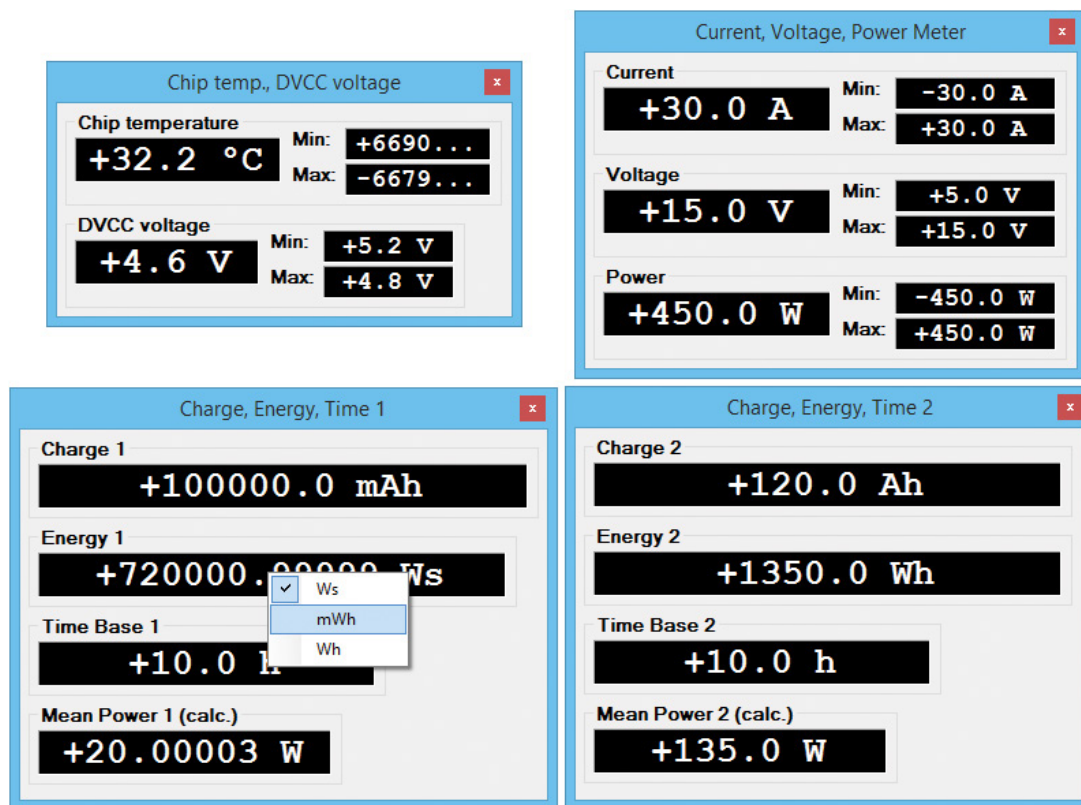 Chip temp., DVCC voltage
x
Chip temperature
+32.2 °C
Min:
+6690...
Max:
-6679...
DVCC voltage
+4.6 V
Min:
+5.2 V
Max:
+4.8 V
Current, Voltage, Power Meter
x
Current
+30.0 A
Min:
-30.0 A
Max:
+30.0 A
Voltage
+15.0 V
Min:
+5.0 V
Max:
+15.0 V
Power
+450.0 W
Min:
-450.0 W
Max:
+450.0 W
Charge, Energy, Time 1
x
Charge 1
+100000.0 mAh
Energy 1
+720000. Ws
Ws
mWh
Wh
Time Base 1
+10.0 h
Mean Power 1 (calc.)
+20.00003 W
Charge, Energy, Time 2
x
Charge 2
+120.0 Ah
Energy 2
+1350.0 Wh
Time Base 2
+10.0 h
Mean Power 2 (calc.)
+135.0 W